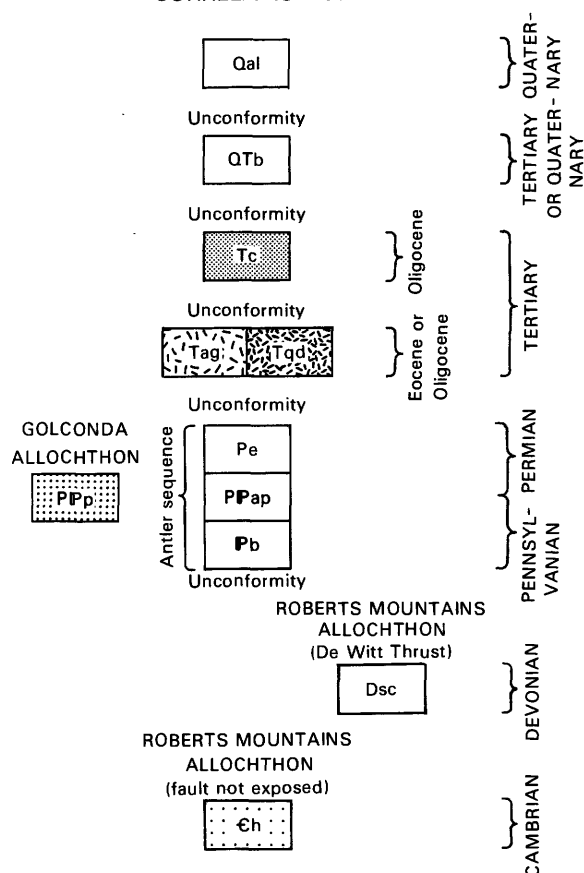 Qal
QUATER-
NARY
Unconformity
QTb
TERTIARY
OR QUATER-
NARY
Unconformity
Tc
Oligocene
Unconformity
TERTIARY
Tag
Tqd
Eocene or
Oligocene
Unconformity
GOLCONDA
ALLOCHTHON
PIPp
Antler sequence
Pe
PIPap
IPb
PERMIAN
PENNSYL-
VANIAN
Unconformity
ROBERTS MOUNTAINS
ALLOCHTHON
(De Witt Thrust)
Dsc
DEVONIAN
ROBERTS MOUNTAINS
ALLOCHTHON
(fault not exposed)
€h
CAMBRIAN